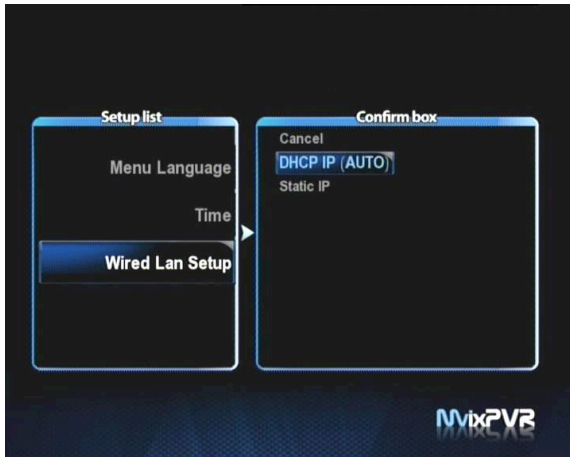 Setup list
Menu Language
Time
Wired Lan Setup
Confirm box
Cancel
DHCP IP (AUTO)
Static IP
MvixPVR